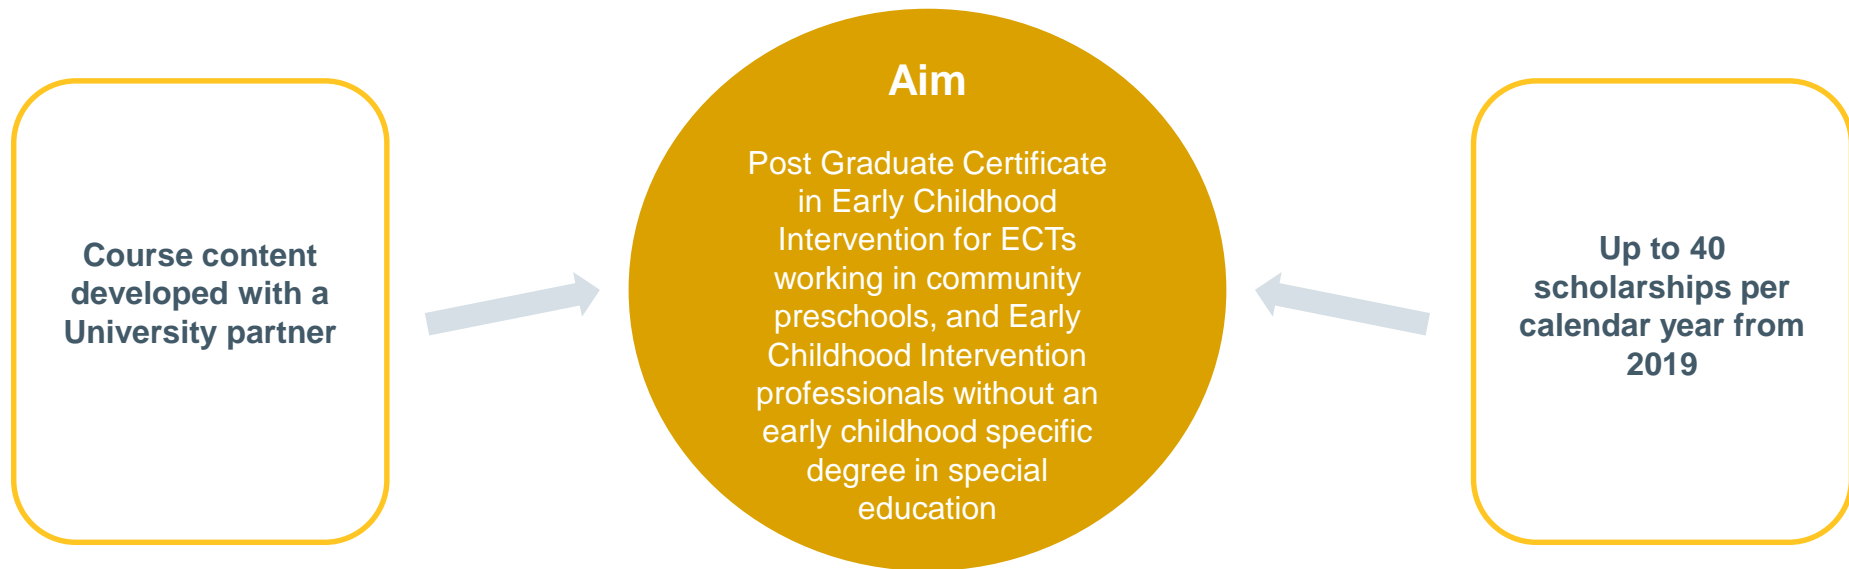 Course content
developed with a
University partner
Aim
Post Graduate Certificate
in Early Childhood
Intervention for ECTs
working in community
preschools, and Early
Childhood Intervention
professionals without an
early childhood specific
degree in special
education
Up to 40
scholarships per
calendar year from
2019